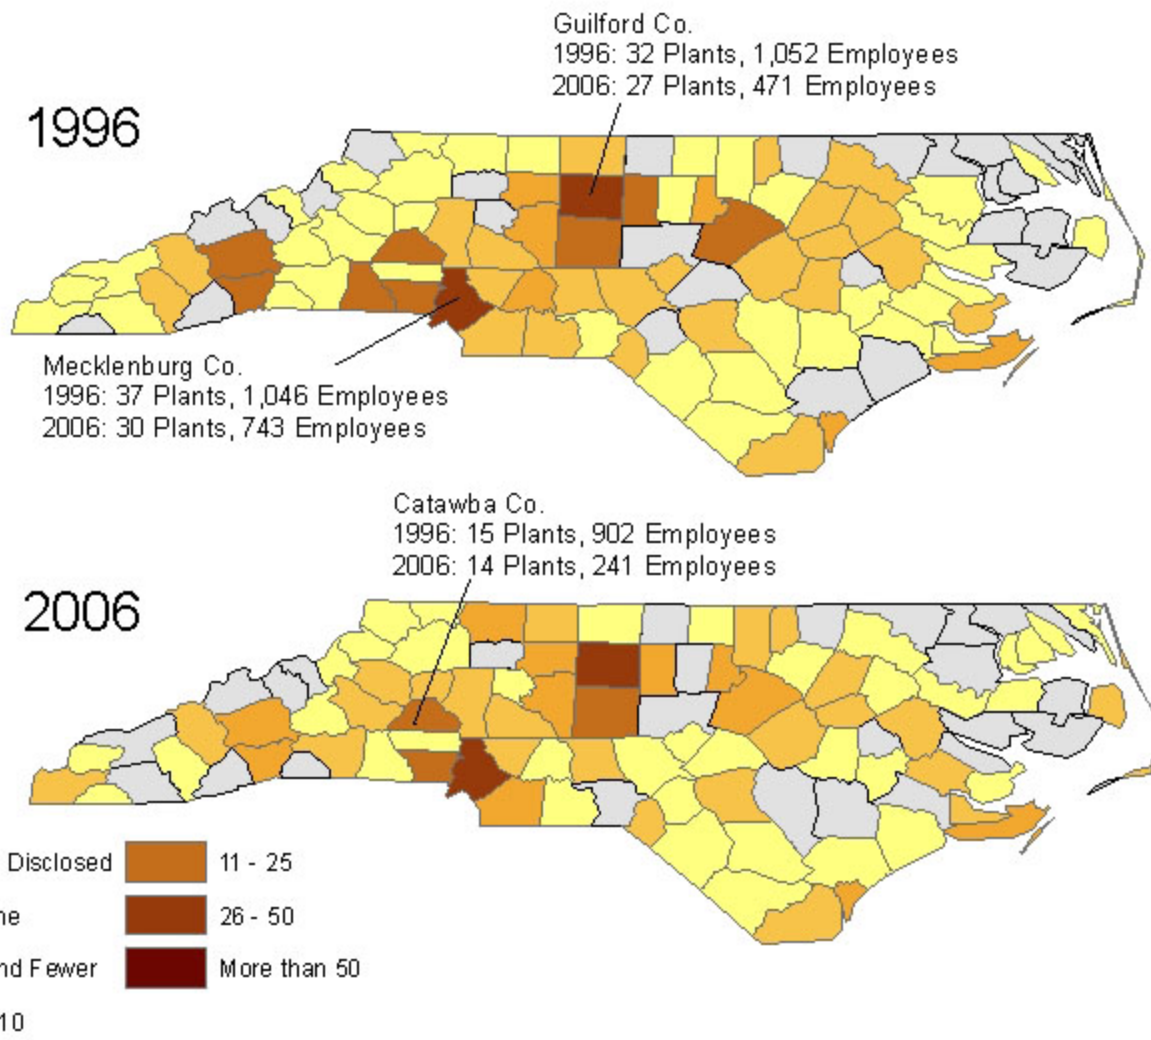 Guilford Co.
1996: 32 Plants, 1,052 Employees
2006: 27 Plants, 471 Employees
1996
Mecklenburg Co.
1996: 37 Plants, 1,046 Employees
2006: 30 Plants, 743 Employees
Catawba Co.
1996: 15 Plants, 902 Employees
2006: 14 Plants, 241 Employees
2006
Disclosed 11 - 25
ne 26 - 50
nd Fewer More than 50
10